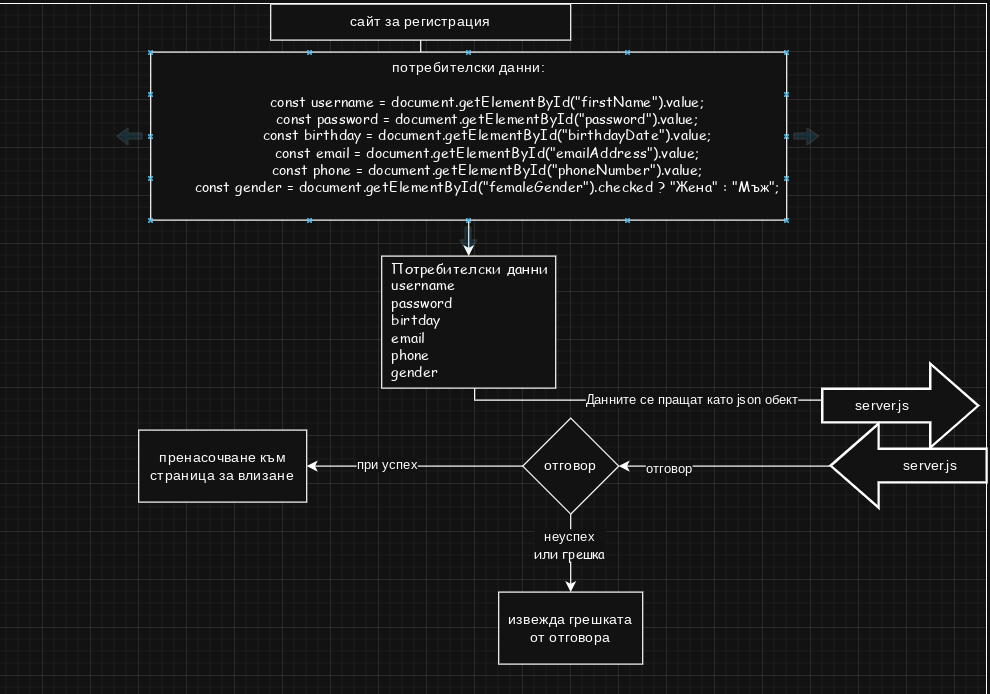 сайт за регистрация
потребителски данни:
const username = document.getElementById("firstName").value;
const password = document.getElementById("password").value;
const birthday = document.getElementById("birthdayDate").value;
const email = document.getElementById("emailAddress").value;
const phone = document.getElementById("phoneNumber").value;
const gender = document.getElementById("femaleGender").checked ? "Жена" : "Мъж";
Потребителски данни
username
password
birtday
email
phone
gender
Данните се пращат като json обект
server.js
server.js
отговор
отговор
при успех
пренасочване към
страница за влизане
неуспех
или грешка
извежда грешката
от отговора